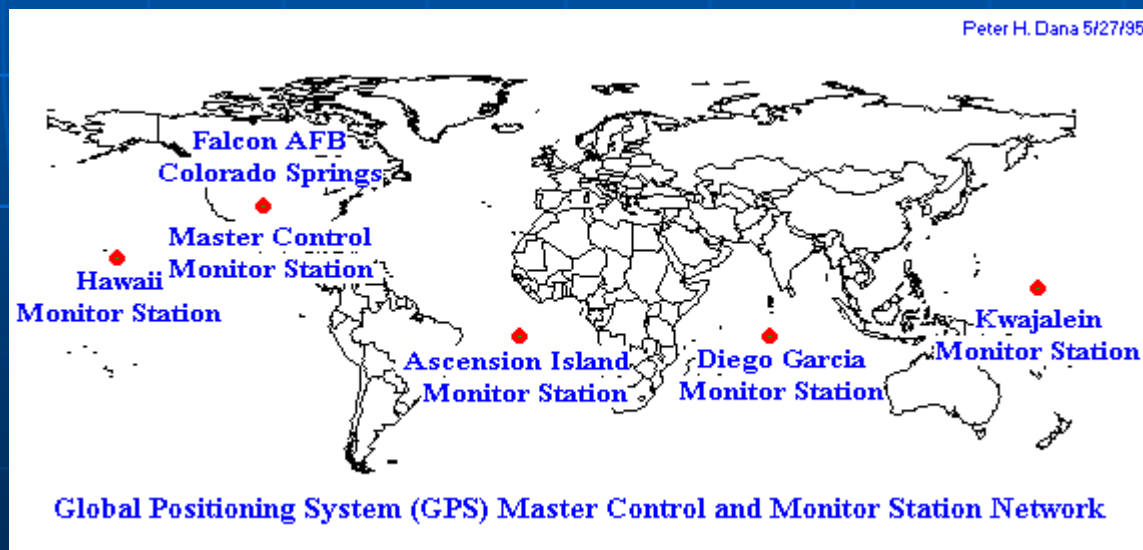 Peter H. Dana 5/27/95
Falcon AFB
Colorado Springs
Master Control
Monitor Station
Hawaii
Monitor Station
Ascension Island
Monitor Station
Diego Garcia
Monitor Station
Kwajalein
Monitor Station
Global Positioning System (GPS) Master Control and Monitor Station Network